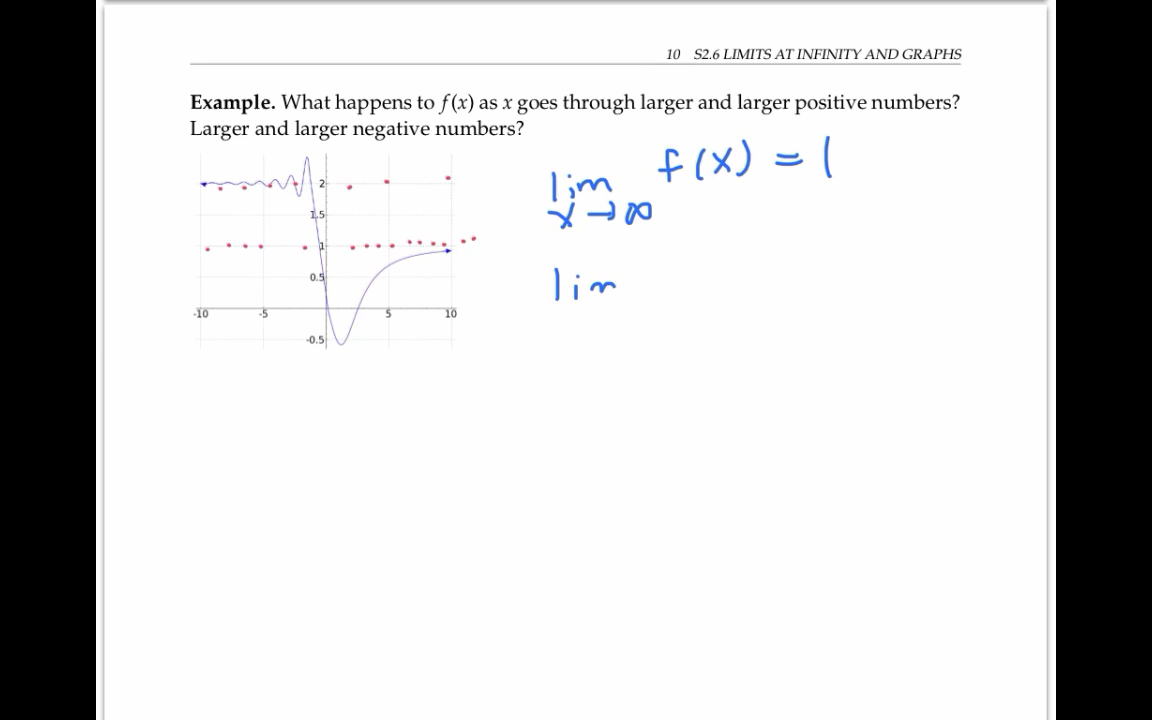 10 S2.6 LIMITS AT INFINITY AND GRAPHS
Example. What happens to f(x) as x goes through larger and larger positive numbers?
Larger and larger negative numbers?
lim f(x) = 1
x → ∞
lim
2
1.5
1
0.5
-10 -5 5 10
-0.5